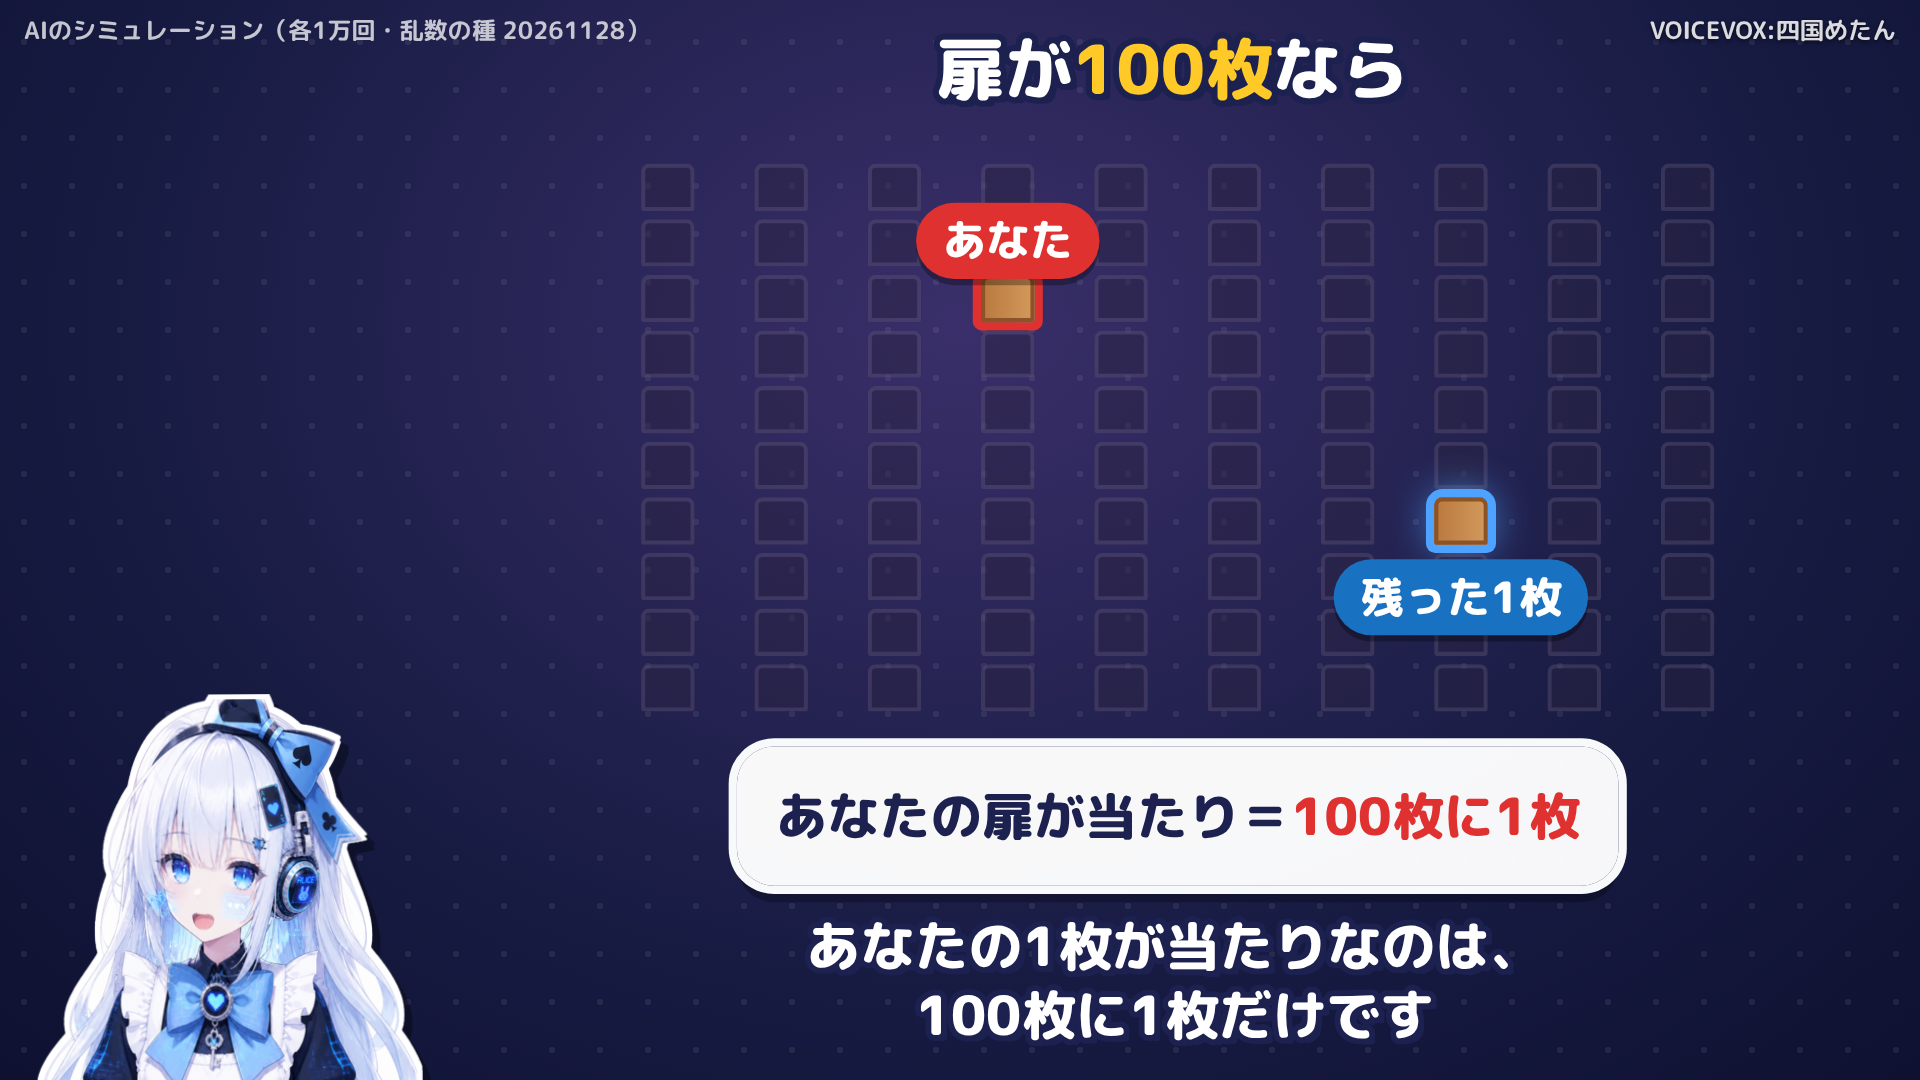 AIのシミュレーション（各1万回・乱数の種 20261128）
VOICEVOX:四国めたん
扉が100枚なら
あなた
残った1枚
あなたの扉が当たり＝100枚に1枚
あなたの1枚が当たりなのは、
100枚に1枚だけです
ALICE